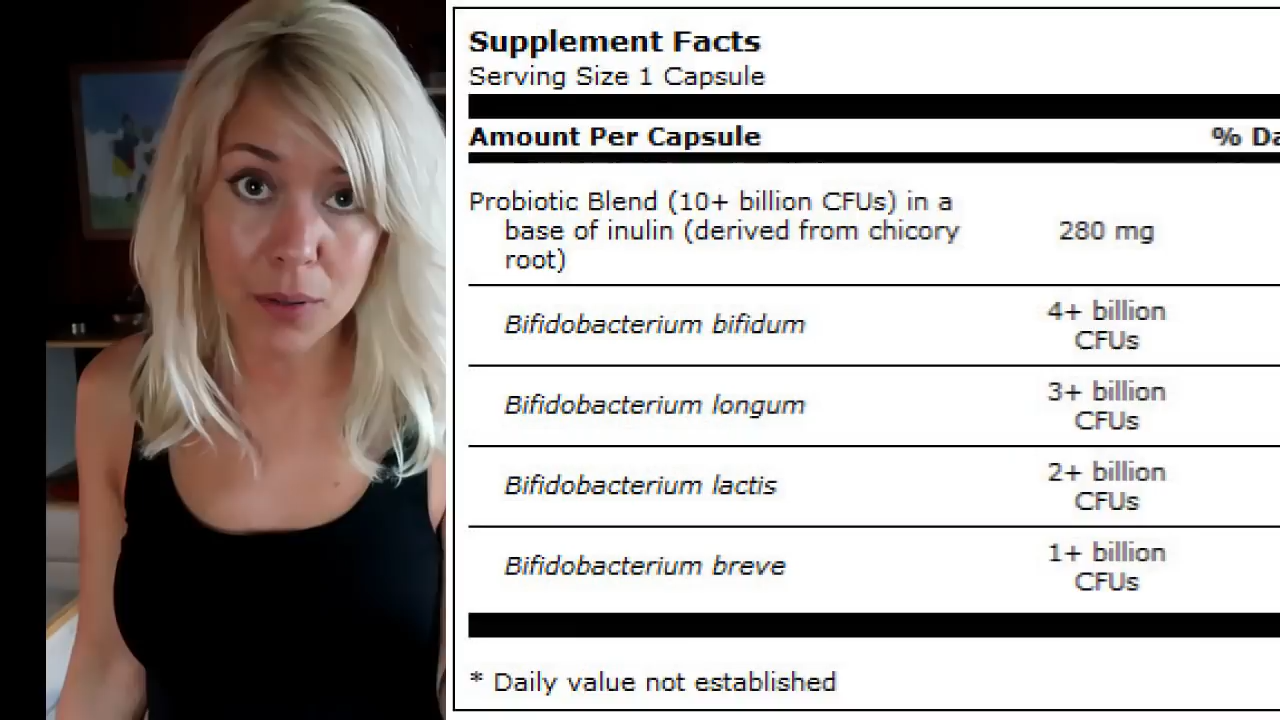 Supplement Facts
Serving Size 1 Capsule
Amount Per Capsule % Da
Probiotic Blend (10+ billion CFUs) in a
base of inulin (derived from chicory 280 mg
root)
Bifidobacterium bifidum 4+ billion
CFUs
Bifidobacterium longum 3+ billion
CFUs
Bifidobacterium lactis 2+ billion
CFUs
Bifidobacterium breve 1+ billion
CFUs
* Daily value not established